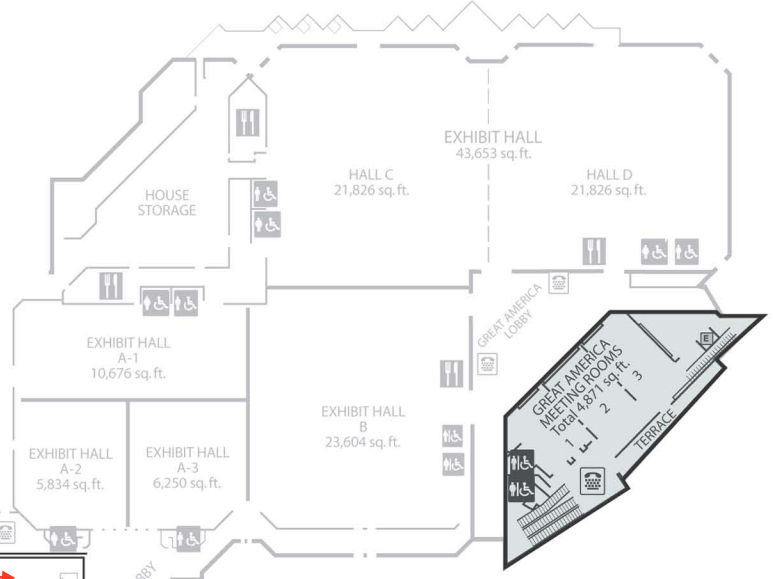 EXHIBIT HALL
43,653 sq. ft.
HALL C
21,826 sq. ft.
HALL D
21,826 sq. ft.
HOUSE
STORAGE
GREAT AMERICA
LOBBY
EXHIBIT HALL
A-1
10,676 sq. ft.
GREAT AMERICA
MEETING ROOMS
Total 4,871 sq. ft.
1
2
3
E
TERRACE
EXHIBIT HALL
B
23,604 sq. ft.
EXHIBIT HALL
A-2
5,834 sq. ft.
EXHIBIT HALL
A-3
6,250 sq. ft.